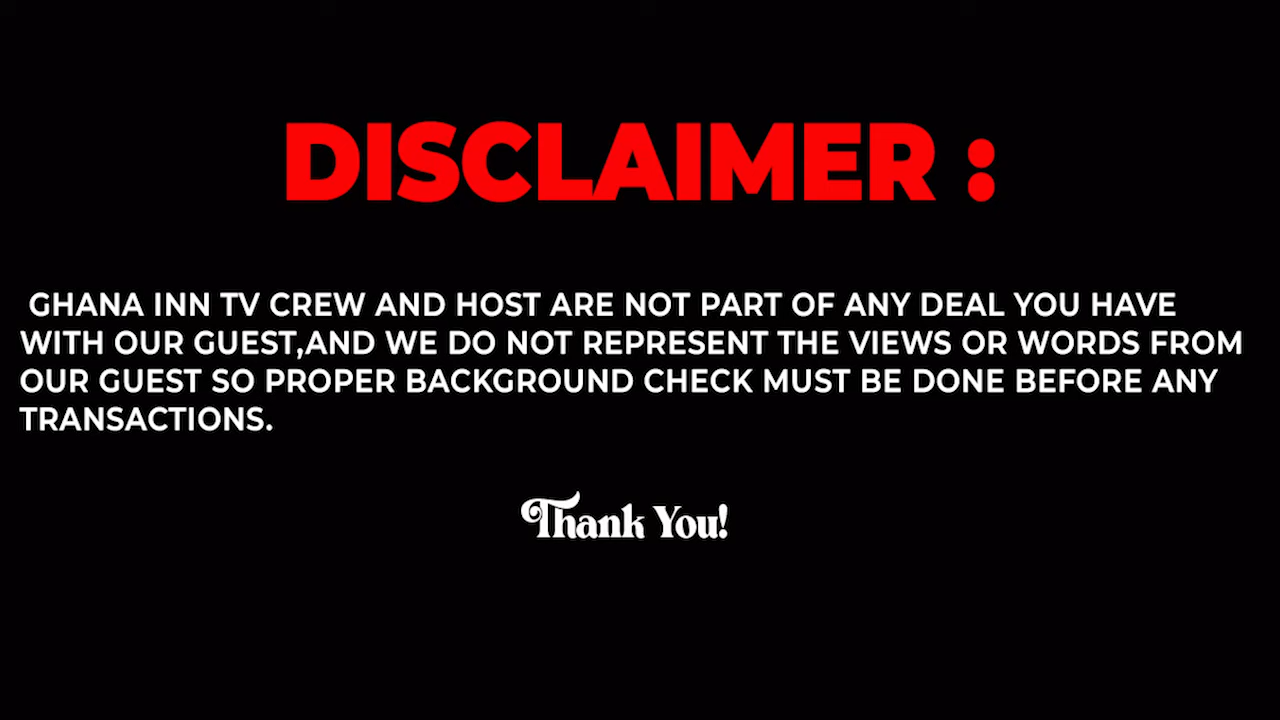 DISCLAIMER :
GHANA INN TV CREW AND HOST ARE NOT PART OF ANY DEAL YOU HAVE
WITH OUR GUEST,AND WE DO NOT REPRESENT THE VIEWS OR WORDS FROM
OUR GUEST SO PROPER BACKGROUND CHECK MUST BE DONE BEFORE ANY
TRANSACTIONS.
Thank You!